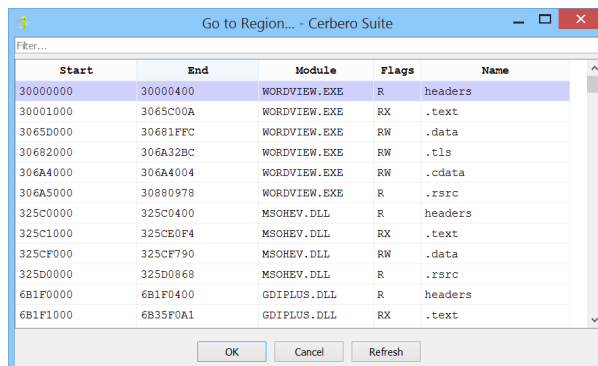 Go to Region... - Cerbero Suite
Filter...
Start End Module Flags Name
30000000 30000400 WORDVIEW.EXE R headers
30001000 3065C00A WORDVIEW.EXE RX .text
3065D000 30681FFC WORDVIEW.EXE RW .data
30682000 306A32BC WORDVIEW.EXE RW .tls
306A4000 306A4004 WORDVIEW.EXE RW .cdata
306A5000 30880978 WORDVIEW.EXE R .rsrc
325C0000 325C0400 MSOHEV.DLL R headers
325C1000 325CE0F4 MSOHEV.DLL RX .text
325CF000 325CF790 MSOHEV.DLL RW .data
325D0000 325D0868 MSOHEV.DLL R .rsrc
6B1F0000 6B1F0400 GDIPLUS.DLL R headers
6B1F1000 6B35F0A1 GDIPLUS.DLL RX .text
OK Cancel Refresh